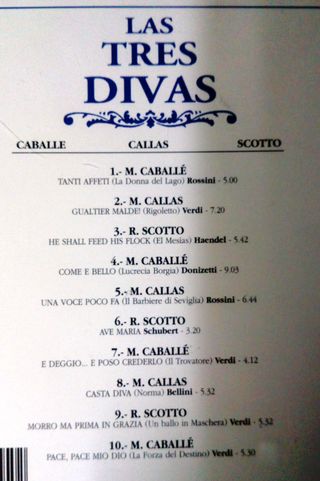 LAS
TRES
DIVAS
CABALLE CALLAS SCOTTO
1.- M. CABALLÉ
TANTI AFFETI (La Donna del Lago) Rossini - 5.00
2.- M. CALLAS
GUALTIER MALDE! (Rigoletto) Verdi - 7.20
3.- R. SCOTTO
HE SHALL FEED HIS FLOCK (El Mesias) Haendel - 5.42
4.- M. CABALLÉ
COME E BELLO (Lucrecia Borgia) Donizetti - 9.03
5.- M. CALLAS
UNA VOCE POCO FA (Il Barbiere di Seviglia) Rossini - 6.44
6.- R. SCOTTO
AVE MARIA Schubert - 3.20
7.- M. CABALLÉ
E DEGGIO... E POSO CREDERLO (Il Trovatore) Verdi - 4.12
8.- M. CALLAS
CASTA DIVA (Norma) Bellini - 5.32
9.- R. SCOTTO
MORRO MA PRIMA IN GRAZIA (Un ballo in Maschera) Verdi - 5.32
10.- M. CABALLÉ
PACE, PACE MIO DIO (La Forza del Destino) Verdi - 5.30